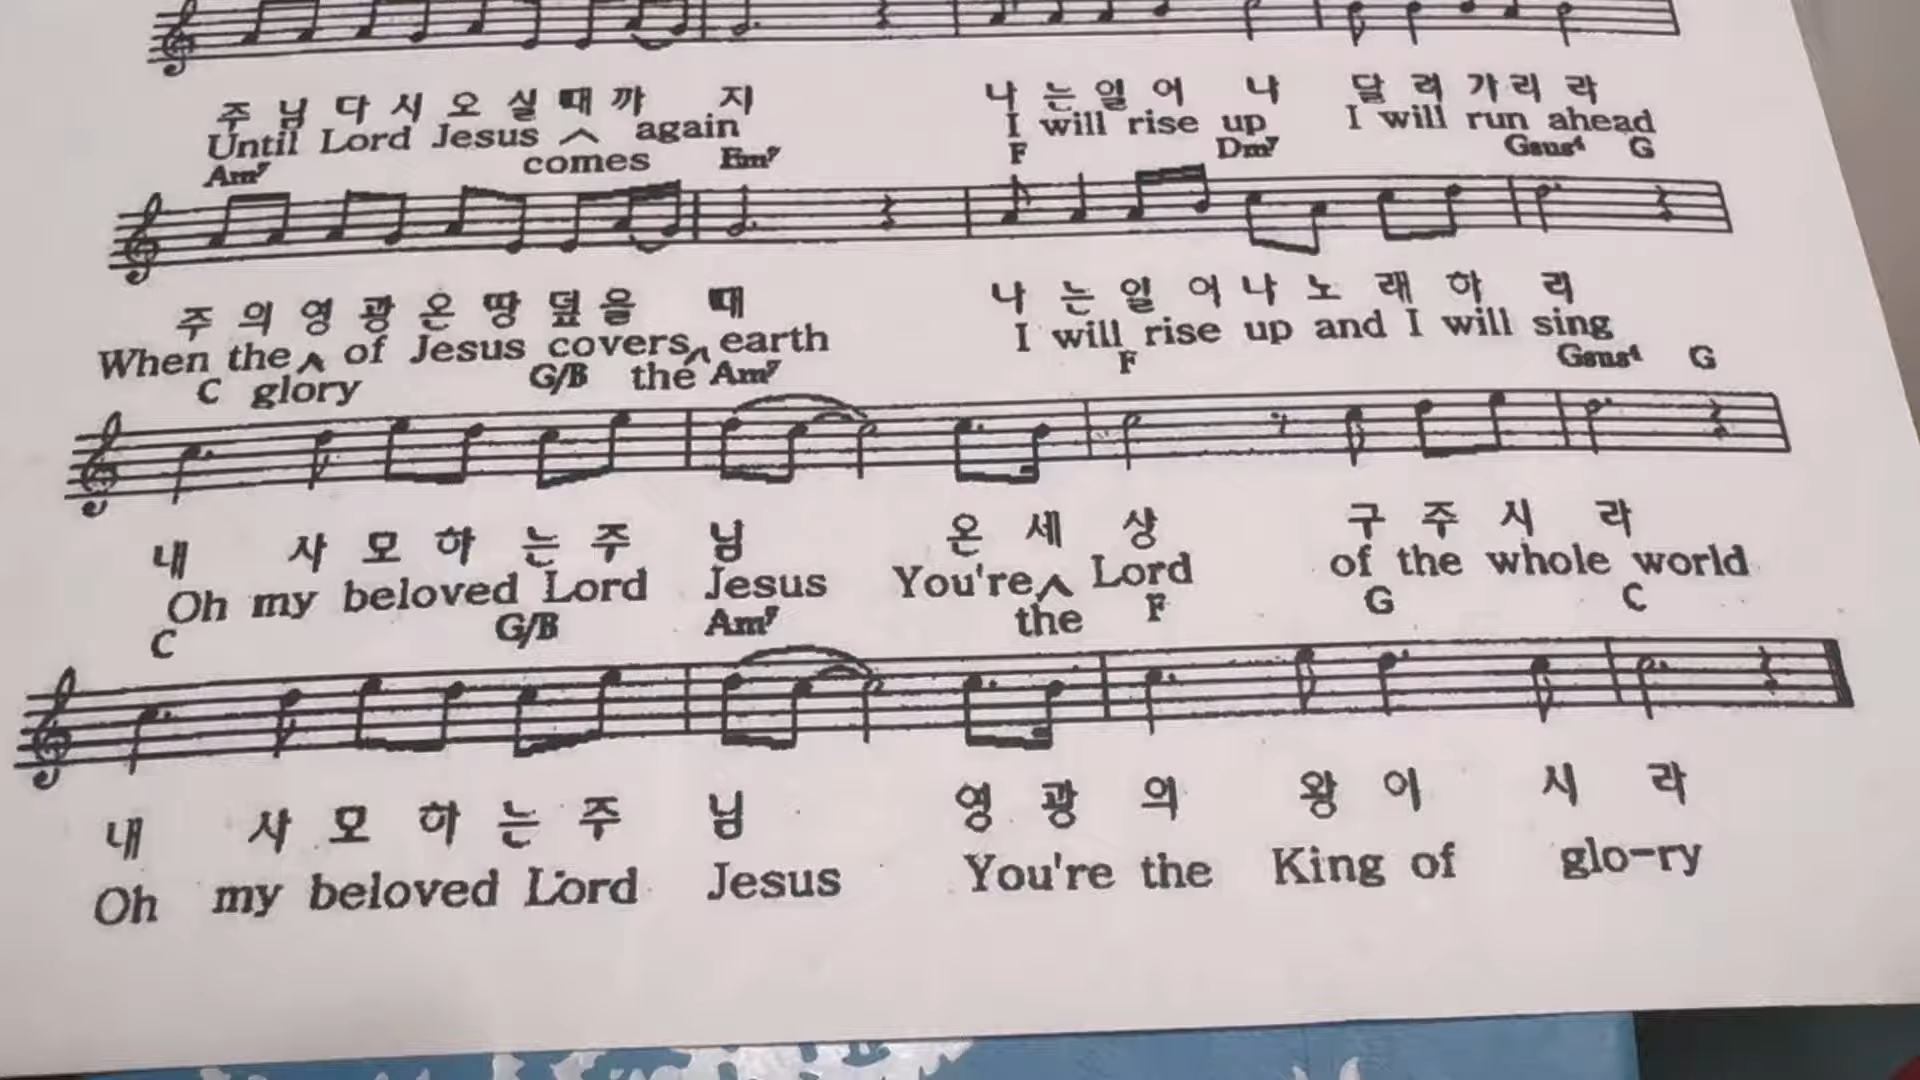 주 님 다 시 오 실 때 까 지 나 는 일 어 나 달 려 가 리 라
Until Lord Jesus ^ again I will rise up I will run ahead
comes
Am7 Em7 F Dm7 Gsus4 G
주 의 영 광 온 땅 덮 을 때 나 는 일 어 나 노 래 하 리
When the ^ of Jesus covers ^ earth I will rise up and I will sing
glory the
C G/B Am7 F Gsus4 G
내 사 모 하 는 주 님 온 세 상 구 주 시 라
Oh my beloved Lord Jesus You're ^ Lord of the whole world
the
C G/B Am7 F G C
내 사 모 하 는 주 님 영 광 의 왕 이 시 라
Oh my beloved Lord Jesus You're the King of glo-ry